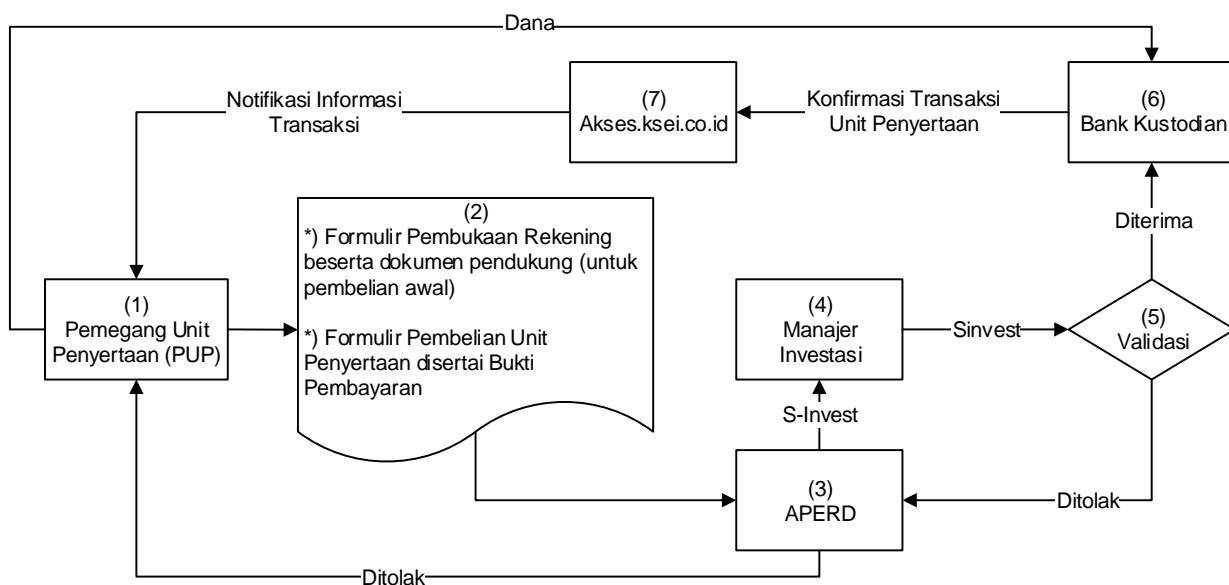 Dana
Notifikasi Informasi
Transaksi
(7)
Akses.ksei.co.id
Konfirmasi Transaksi
Unit Penyertaan
(6)
Bank Kustodian
(2)
*) Formulir Pembukaan Rekening
beserta dokumen pendukung (untuk
pembelian awal)
*) Formulir Pembelian Unit
Penyertaan disertai Bukti
Pembayaran
Diterima
(1)
Pemegang Unit
Penyertaan (PUP)
(4)
Manajer
Investasi
Sinvest
(5)
Validasi
S-Invest
(3)
APERD
Ditolak
Ditolak